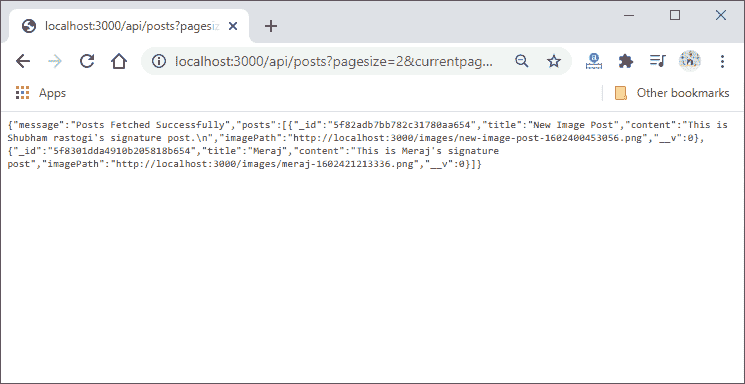 localhost:3000/api/posts?pagesiz
localhost:3000/api/posts?pagesize=2&currentpag...
Apps
Other bookmarks
{"message":"Posts Fetched Successfully","posts":[{"_id":"5f82adb7bb782c31780aa654","title":"New Image Post","content":"This is
Shubham rastogi's signature post.\n","imagePath":"http://localhost:3000/images/new-image-post-1602400453056.png","__v":0},
{"_id":"5f8301dda4910b205818b654","title":"Meraj","content":"This is Meraj's signature
post","imagePath":"http://localhost:3000/images/meraj-1602421213336.png","__v":0}]}